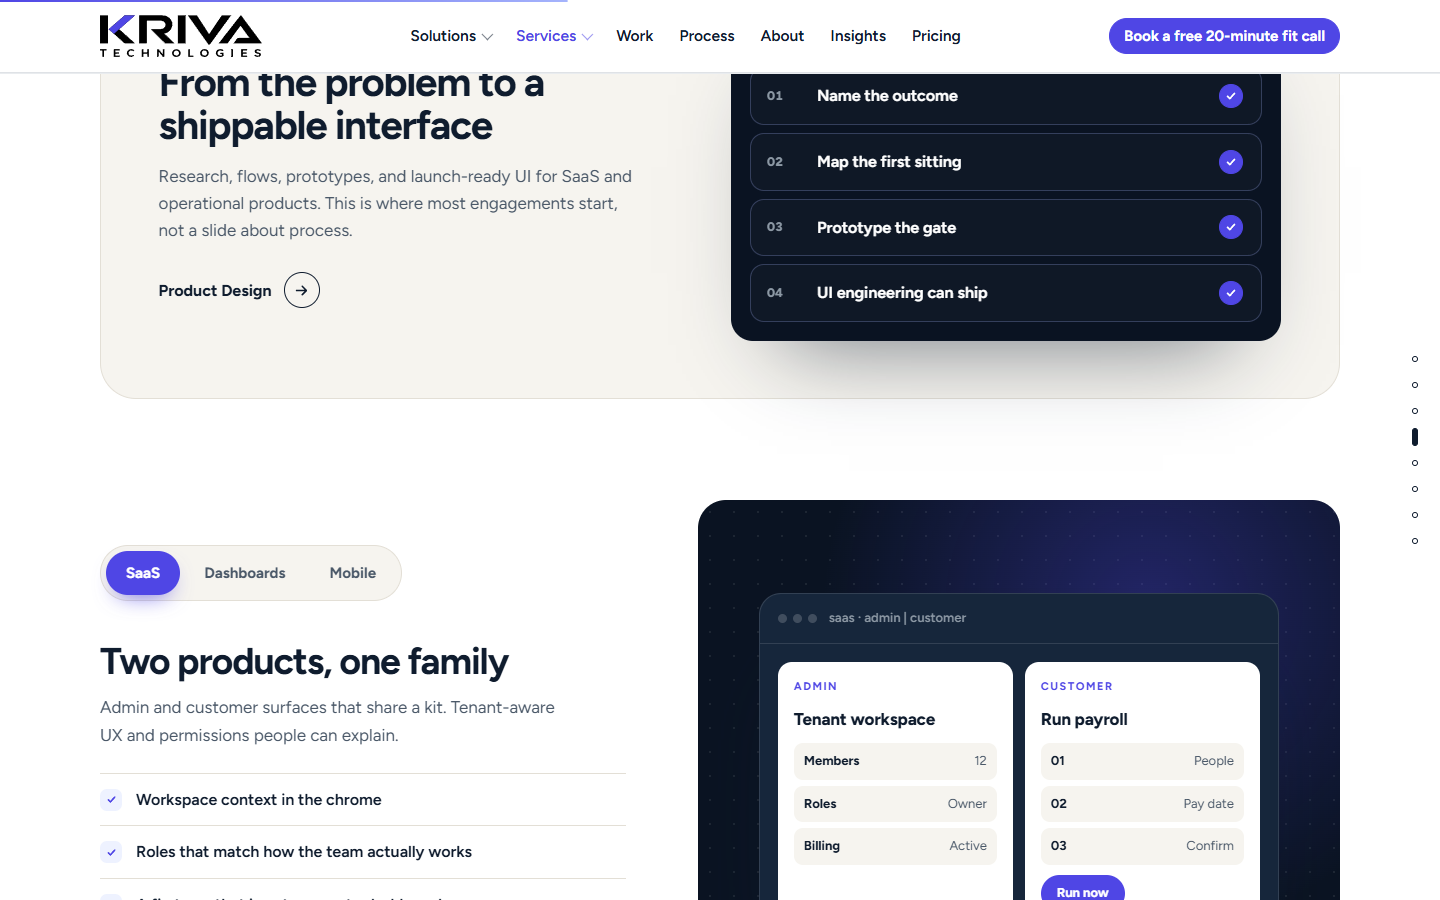 KRIVA
TECHNOLOGIES
Solutions
Services
Work
Process
About
Insights
Pricing
Book a free 20-minute fit call
From the problem to a
shippable interface
Research, flows, prototypes, and launch-ready UI for SaaS and
operational products. This is where most engagements start,
not a slide about process.
Product Design
01 Name the outcome
02 Map the first sitting
03 Prototype the gate
04 UI engineering can ship
SaaS
Dashboards
Mobile
Two products, one family
Admin and customer surfaces that share a kit. Tenant-aware
UX and permissions people can explain.
Workspace context in the chrome
Roles that match how the team actually works
saas · admin | customer
ADMIN
Tenant workspace
Members 12
Roles Owner
Billing Active
CUSTOMER
Run payroll
01 People
02 Pay date
03 Confirm
Run now